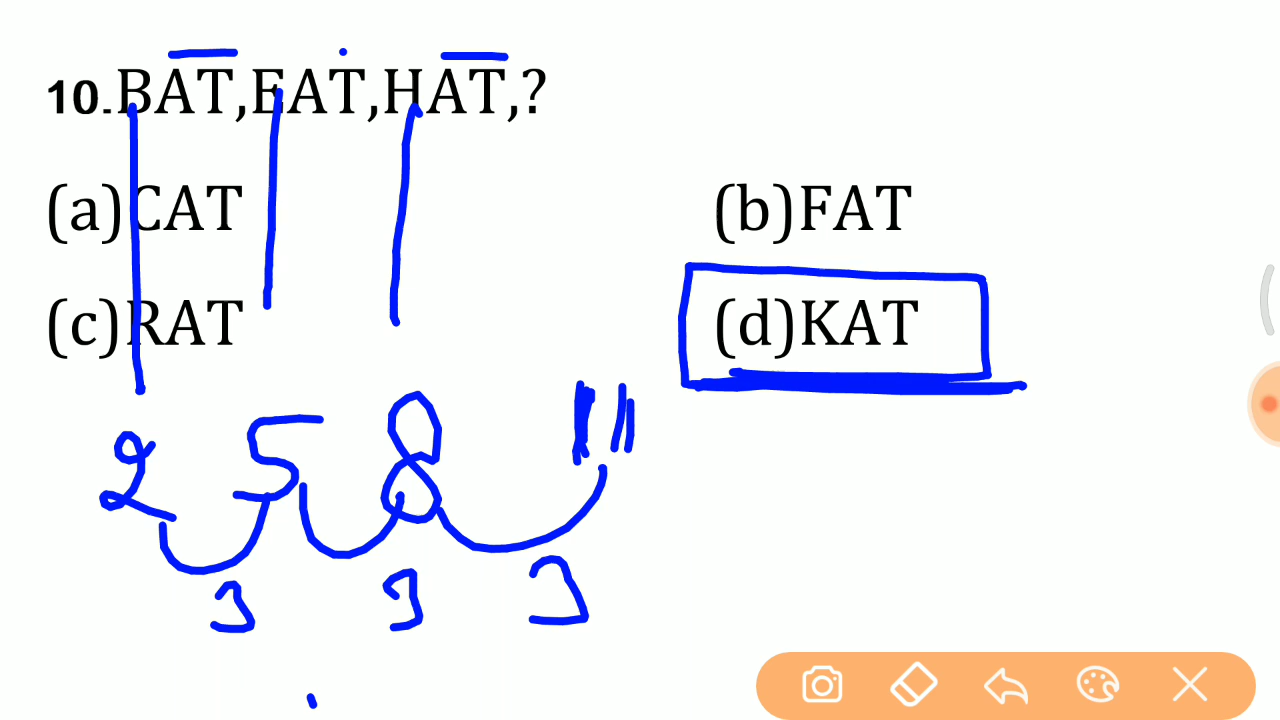 10.BAT,EAT,HAT,?
(a)CAT (b)FAT
(c)RAT (d)KAT
2 5 8 11
3 3 3